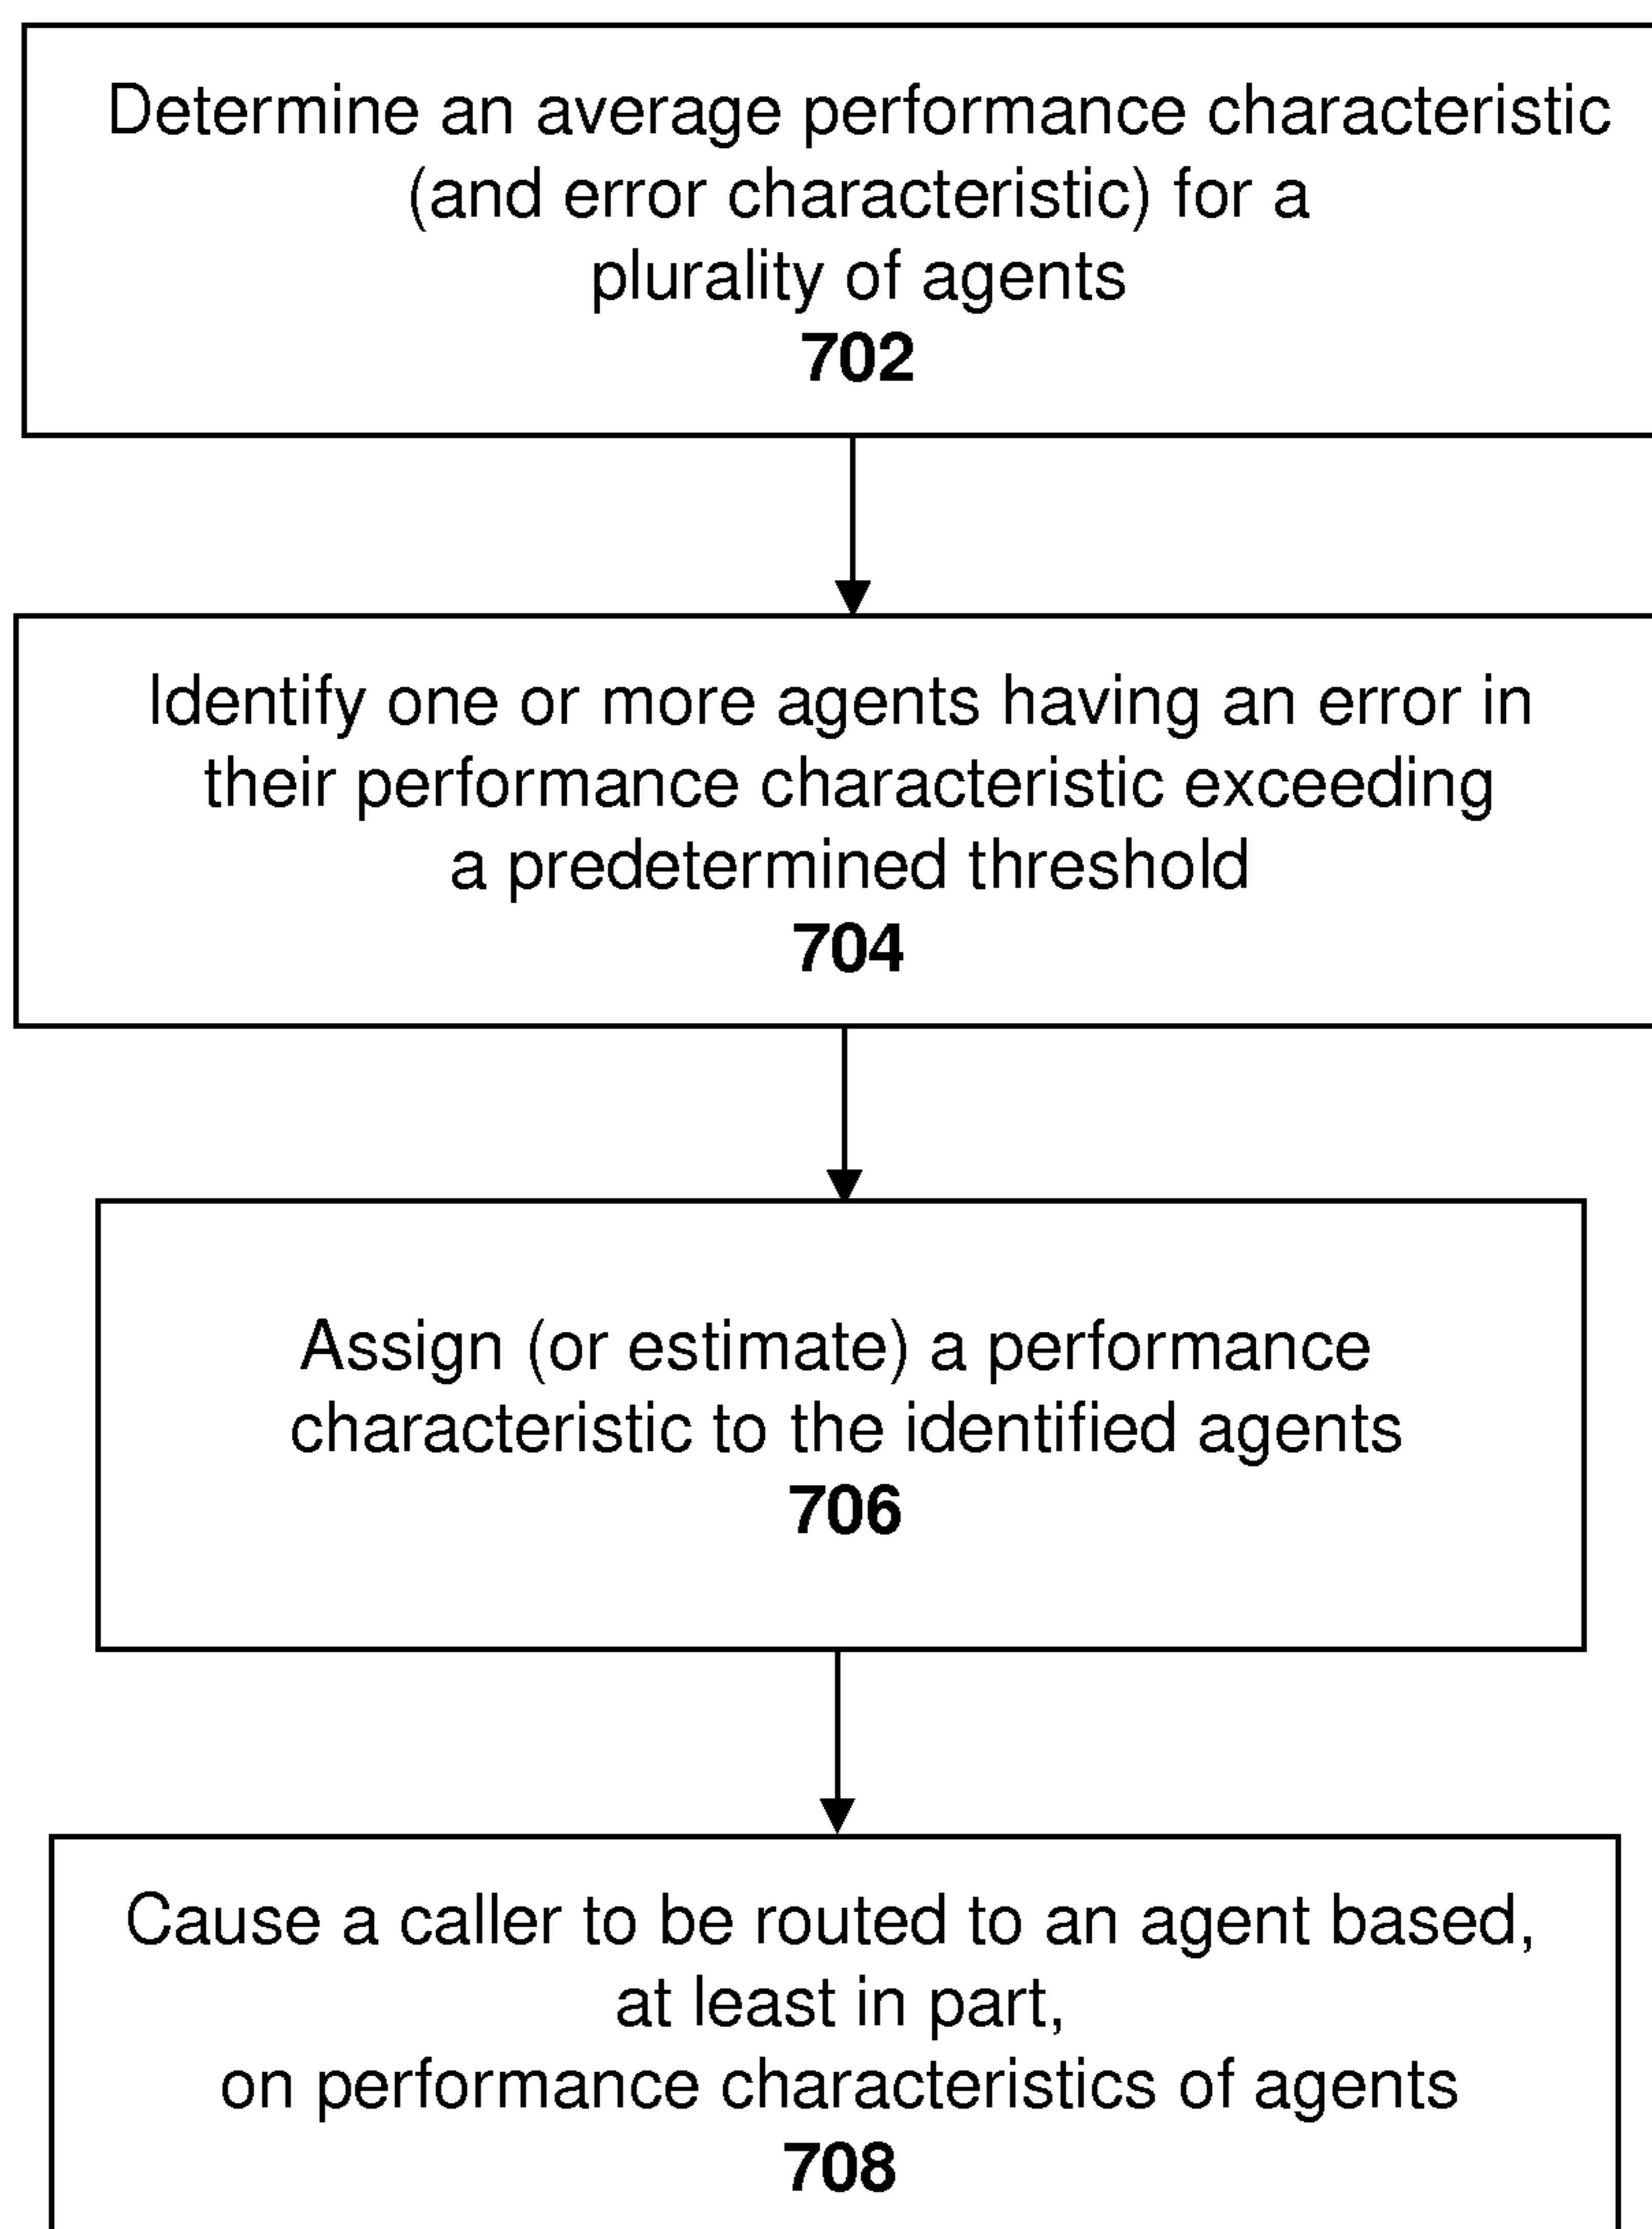 Determine an average performance characteristic
(and error characteristic) for a
plurality of agents
702
Identify one or more agents having an error in
their performance characteristic exceeding
a predetermined threshold
704
Assign (or estimate) a performance
characteristic to the identified agents
706
Cause a caller to be routed to an agent based,
at least in part,
on performance characteristics of agents
708